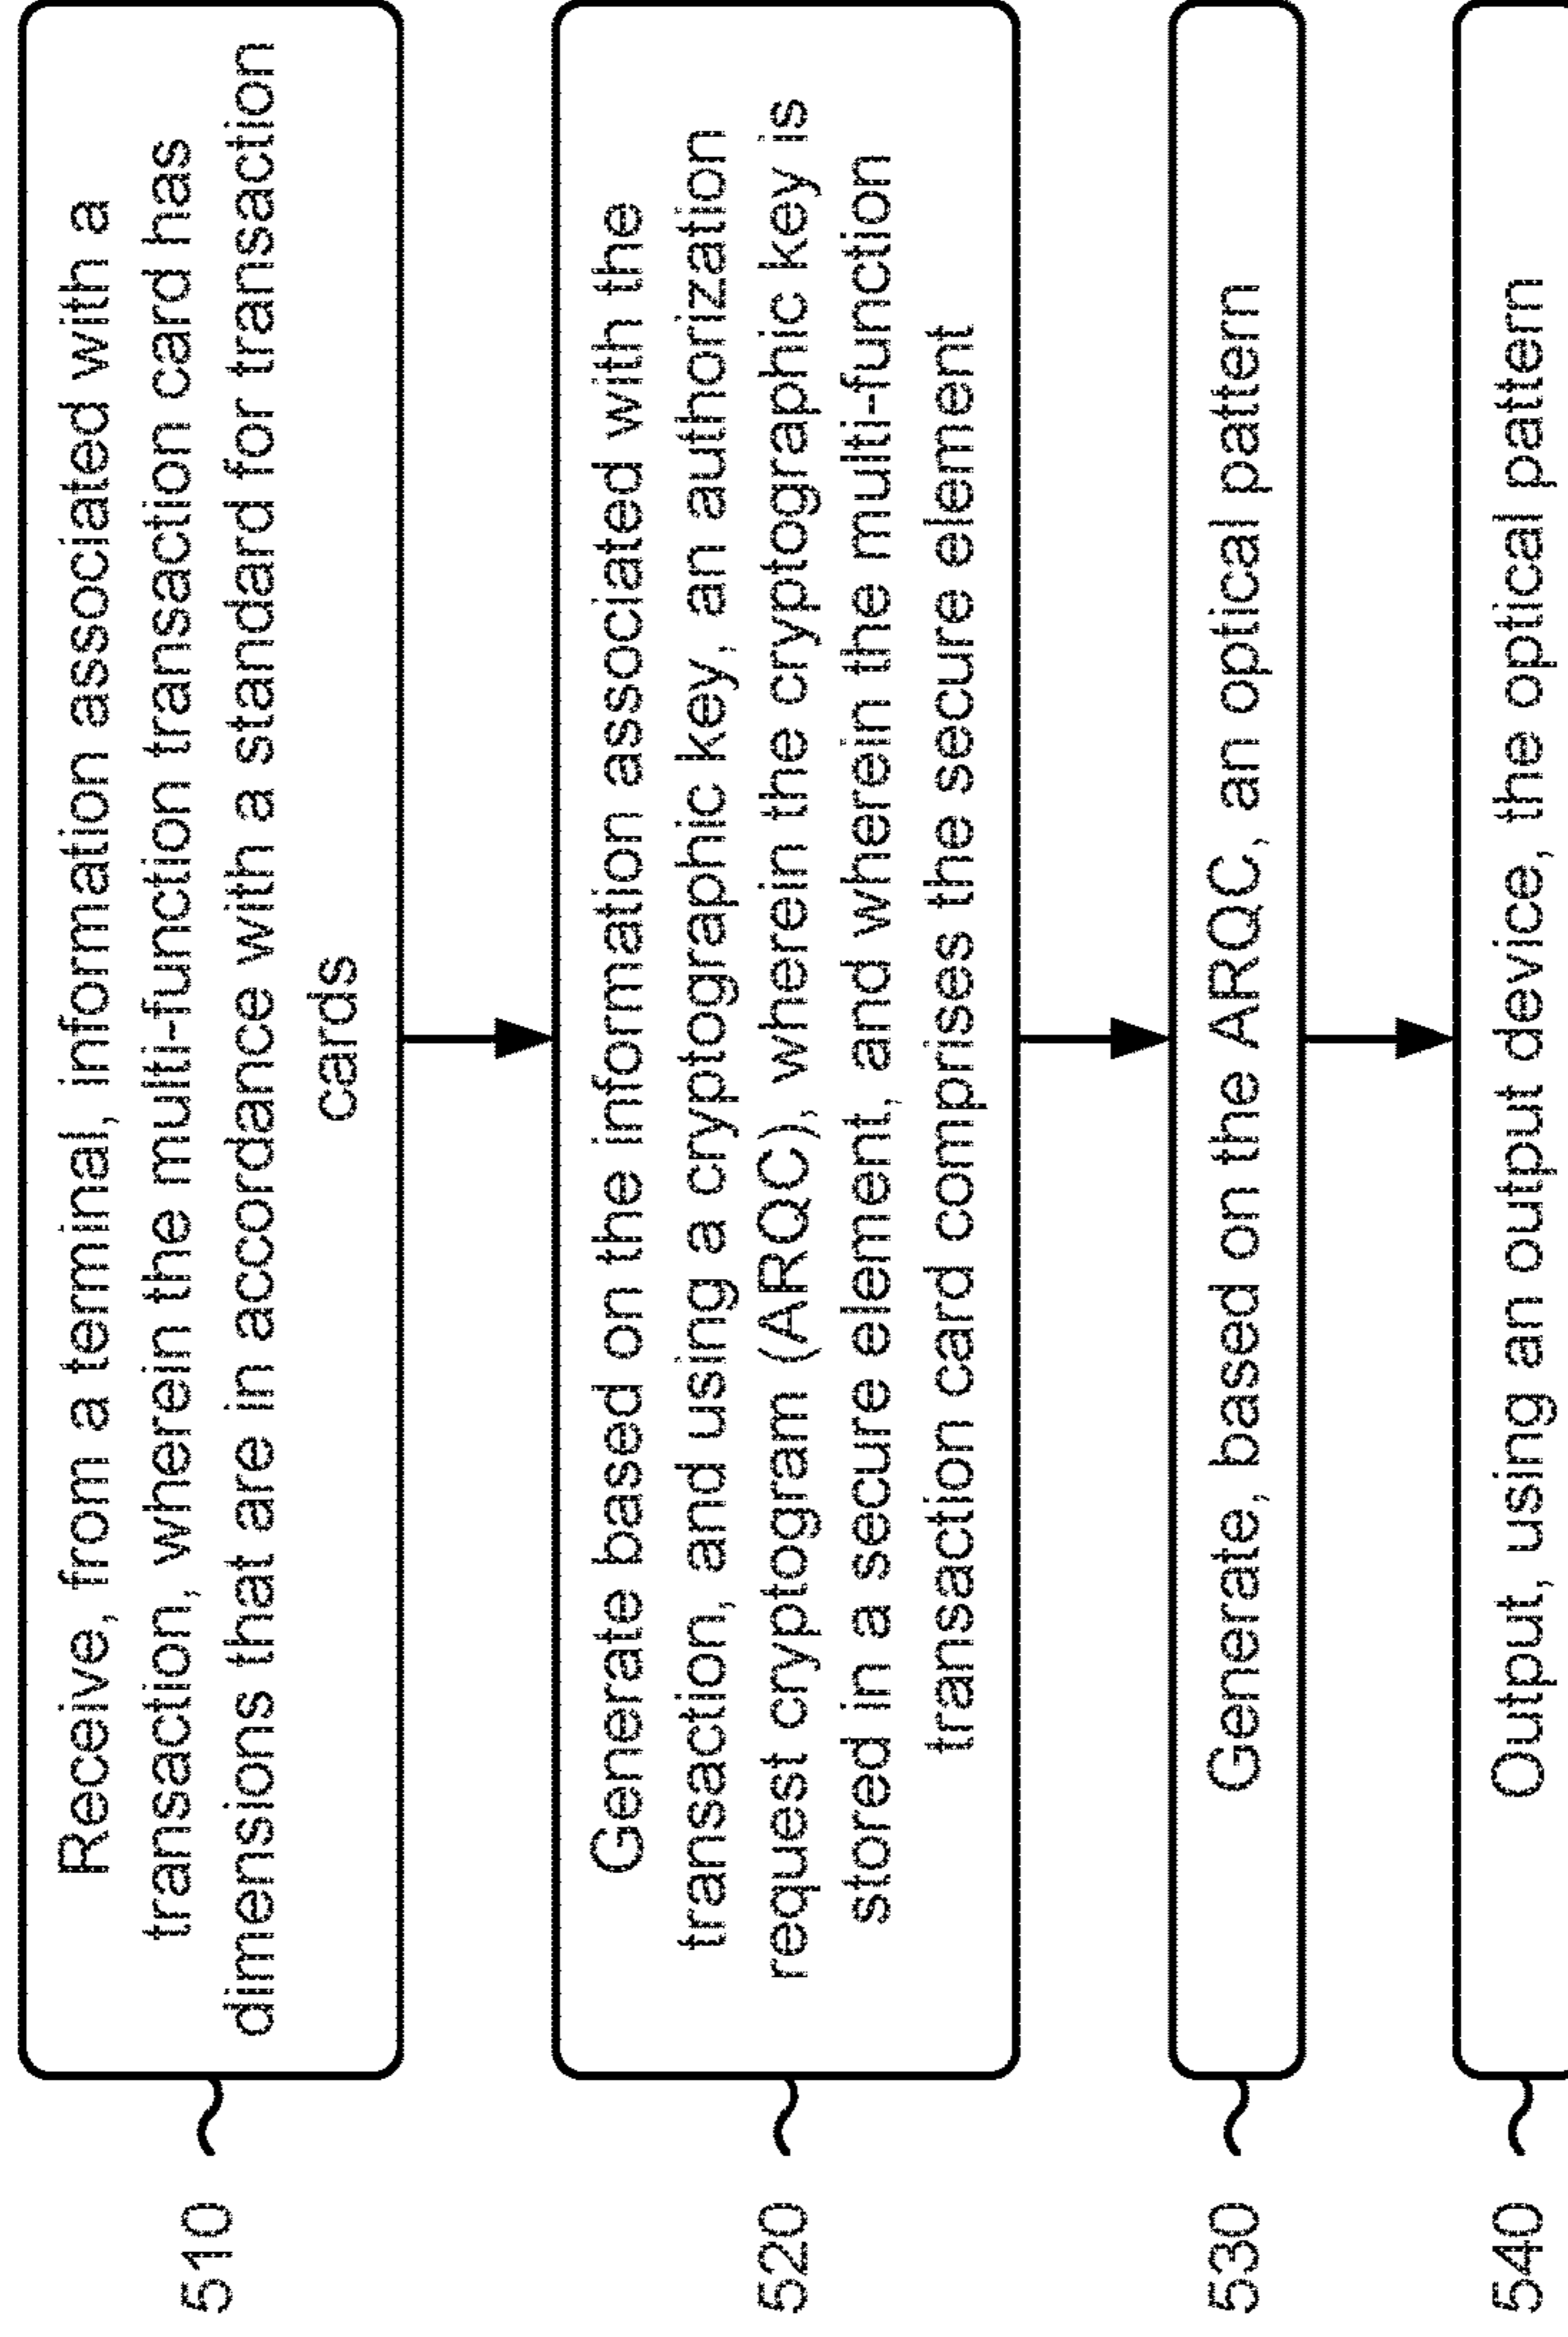 510
Receive, from a terminal, information associated with a
transaction, wherein the multi-function transaction card has
dimensions that are in accordance with a standard for transaction
cards
520
Generate based on the information associated with the
transaction, and using a cryptographic key, an authorization
request cryptogram (ARQC), wherein the cryptographic key is
stored in a secure element, and wherein the multi-function
transaction card comprises the secure element
530
Generate, based on the ARQC, an optical pattern
540
Output, using an output device, the optical pattern